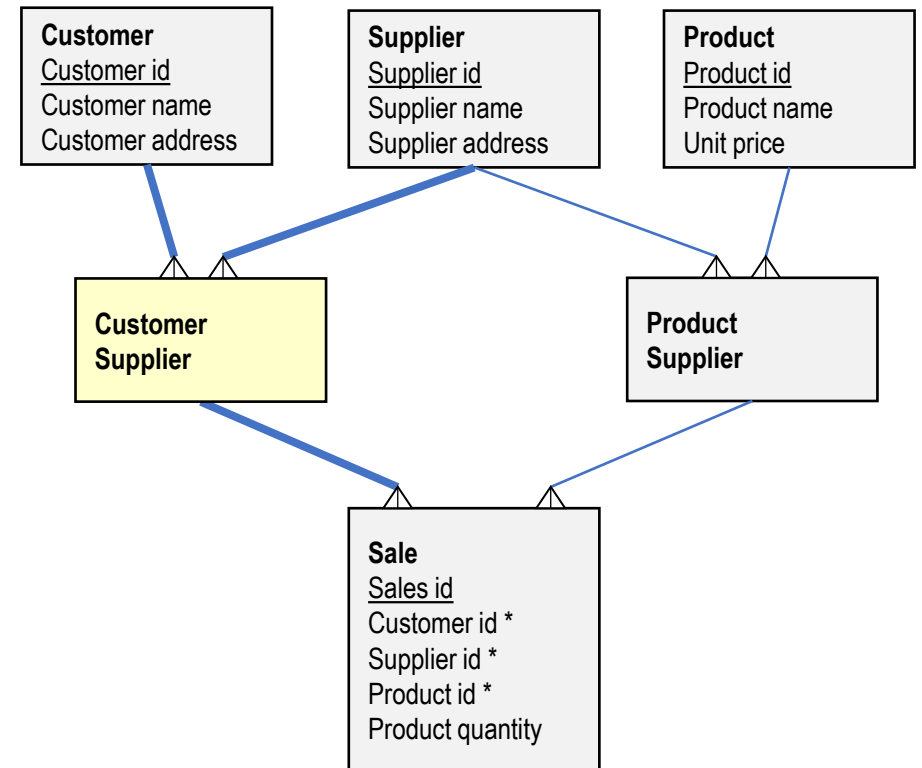 Customer
Customer id
Customer name
Customer address
Supplier
Supplier id
Supplier name
Supplier address
Product
Product id
Product name
Unit price
Customer
Supplier
Product
Supplier
Sale
Sales id
Customer id *
Supplier id *
Product id *
Product quantity